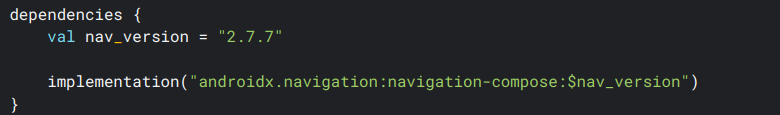 dependencies {
    val nav_version = "2.7.7"

    implementation("androidx.navigation:navigation-compose:$nav_version")
}